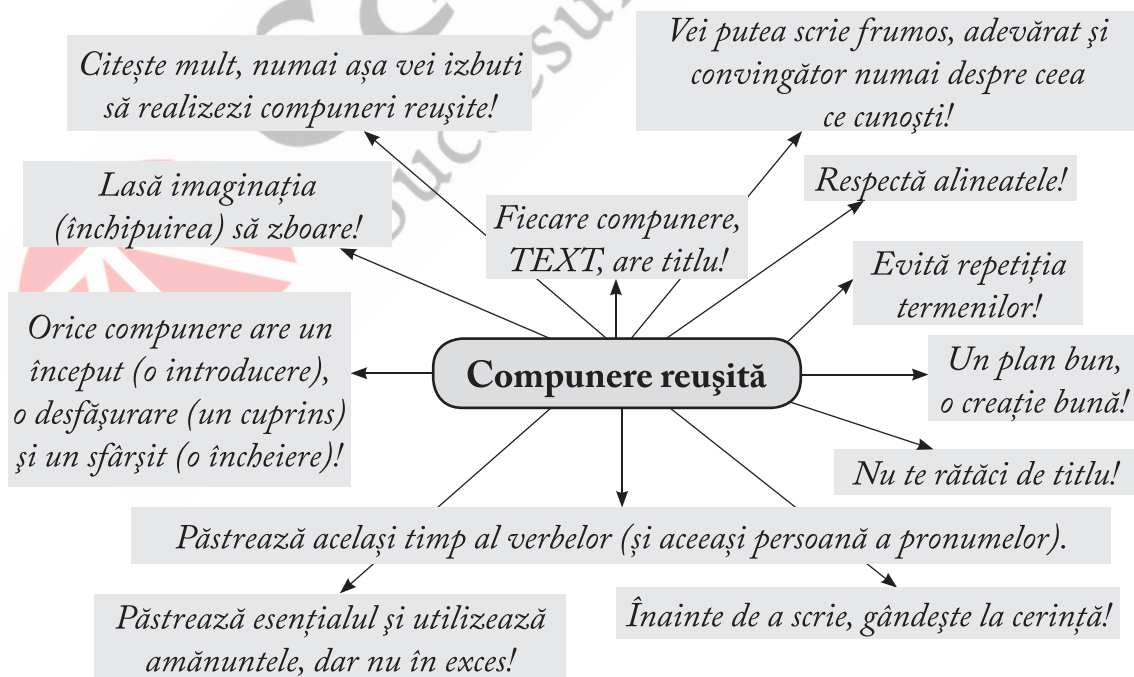 Citește mult, numai așa vei izbuti
să realizezi compuneri reuşite!
Vei putea scrie frumos, adevărat şi
convingător numai despre ceea
ce cunoşti!
Lasă imaginația
(închipuirea) să zboare!
Fiecare compunere,
TEXT, are titlu!
Respectă alineatele!
Evită repetiția
termenilor!
Orice compunere are un
început (o introducere),
o desfăşurare (un cuprins)
şi un sfârşit (o încheiere)!
Compunere reuşită
Un plan bun,
o creație bună!
Nu te rătăci de titlu!
Păstrează același timp al verbelor (și aceeași persoană a pronumelor).
Păstrează esențialul şi utilizează
amănuntele, dar nu în exces!
Înainte de a scrie, gândeşte la cerință!